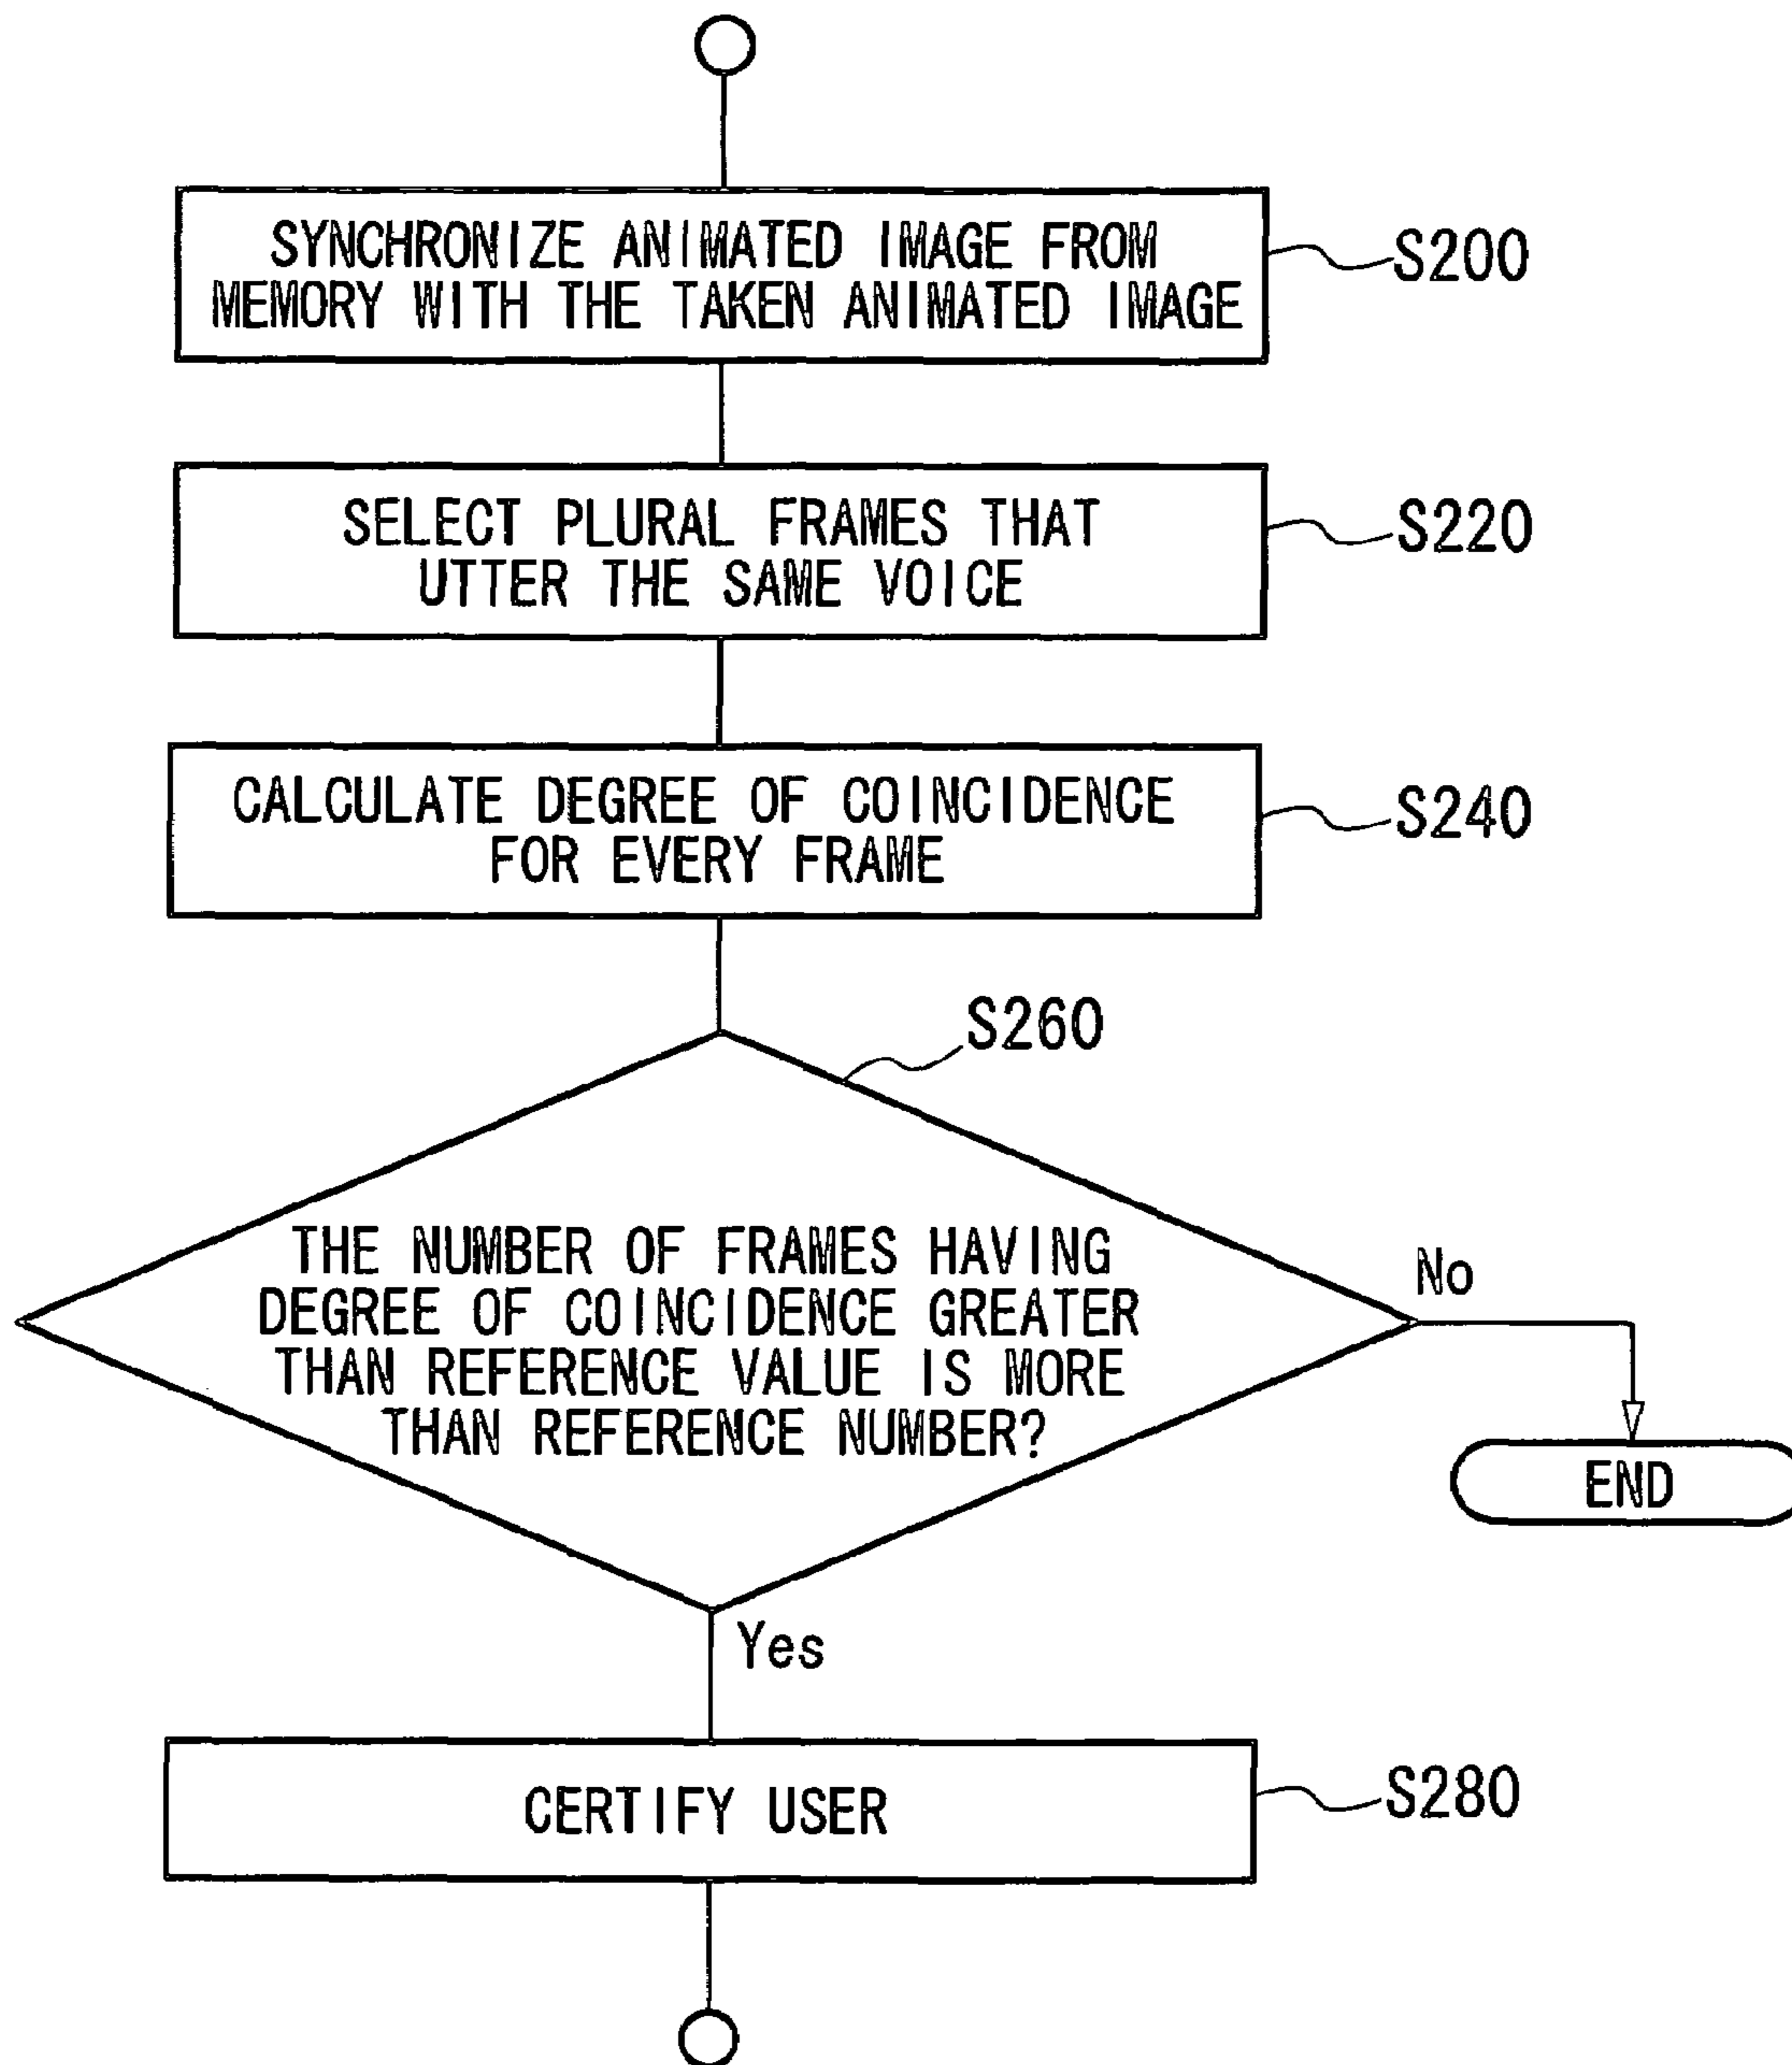 SYNCHRONIZE ANIMATED IMAGE FROM
MEMORY WITH THE TAKEN ANIMATED IMAGE
S200
SELECT PLURAL FRAMES THAT
UTTER THE SAME VOICE
S220
CALCULATE DEGREE OF COINCIDENCE
FOR EVERY FRAME
S240
S260
THE NUMBER OF FRAMES HAVING
DEGREE OF COINCIDENCE GREATER
THAN REFERENCE VALUE IS MORE
THAN REFERENCE NUMBER?
No
END
Yes
CERTIFY USER
S280